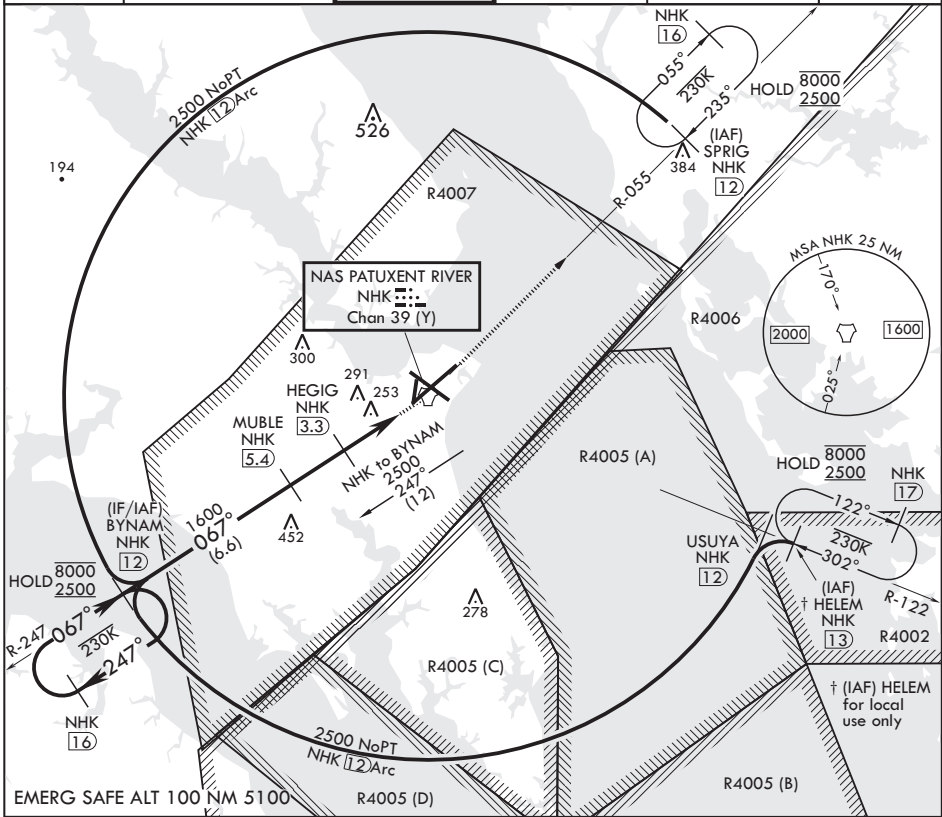 NHK
16
055°
230K
235°
HOLD 8000
2500
2500 NoPT
NHK 12 Arc
526
(IAF)
SPRIG
NHK
12
384
194
R-055
R4007
MSA NHK 25 NM
170°
2000
1600
025°
NAS PATUXENT RIVER
NHK
Chan 39 (Y)
R4006
300
291
253
HEGIG
NHK
3.3
MUBLE
NHK
5.4
NHK to BYNAM
2500
247°
(12)
R4005 (A)
HOLD 8000
2500
NHK
17
122°
230K
302°
R-122
1600
067°
(6.6)
452
(IF/IAF)
BYNAM
NHK
12
USUYA
NHK
12
HOLD 8000
2500
R-247
067°
230K
247°
NHK
16
278
(IAF)
† HELEM
NHK
13
R4002
R4005 (C)
† (IAF) HELEM
for local
use only
2500 NoPT
NHK 12 Arc
R4005 (B)
R4005 (D)
EMERG SAFE ALT 100 NM 5100